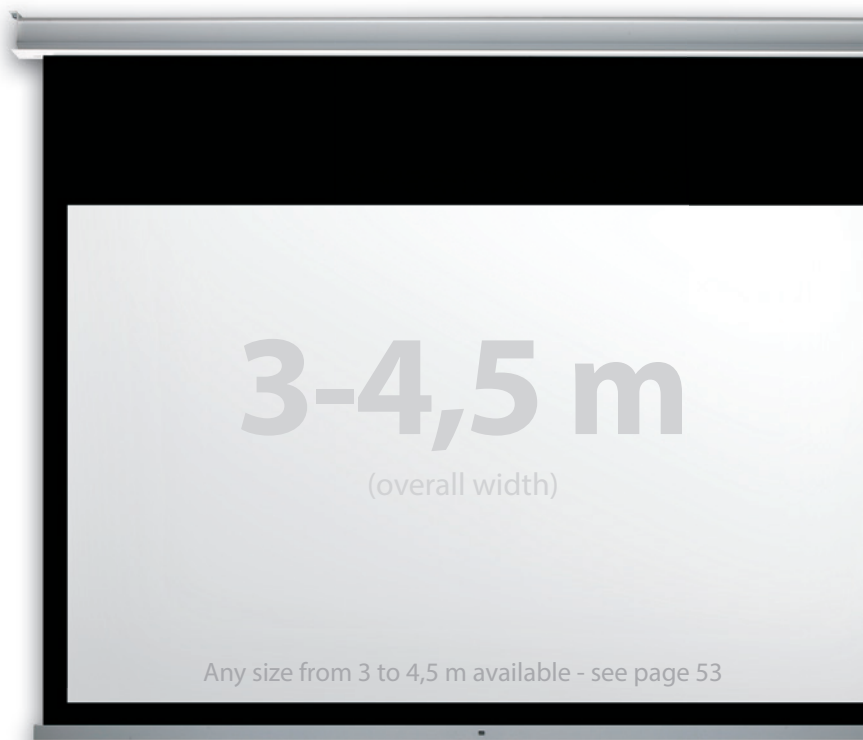 3-4,5 m
(overall width)
Any size from 3 to 4,5 m available - see page 53